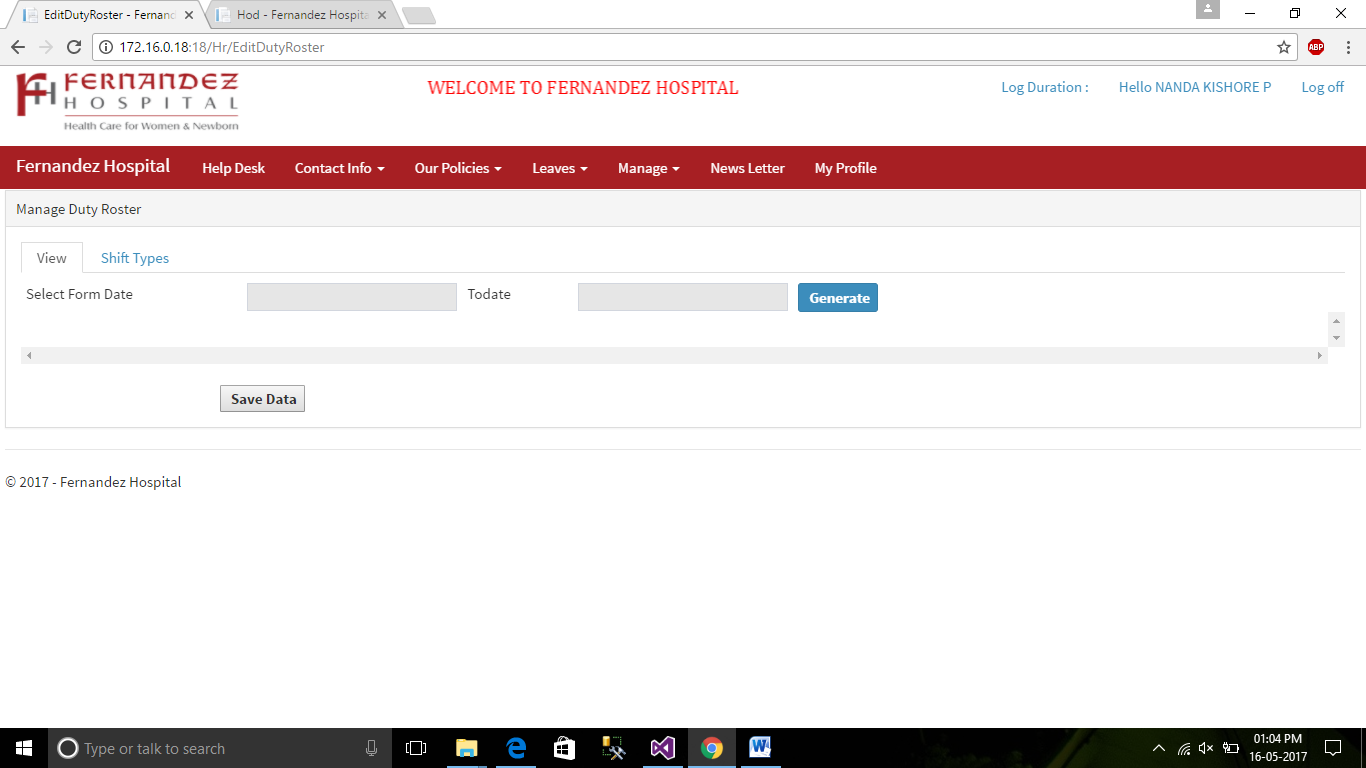 EditDutyRoster - Fernand
Hod - Fernandez Hospita
172.16.0.18:18/Hr/EditDutyRoster
ABP
FERNANDEZ
HOSPITAL
Health Care for Women & Newborn
WELCOME TO FERNANDEZ HOSPITAL
Log Duration :
Hello NANDA KISHORE P
Log off
Fernandez Hospital
Help Desk
Contact Info
Our Policies
Leaves
Manage
News Letter
My Profile
Manage Duty Roster
View
Shift Types
Select Form Date
Todate
Generate
Save Data
© 2017 - Fernandez Hospital
Type or talk to search
01:04 PM
16-05-2017